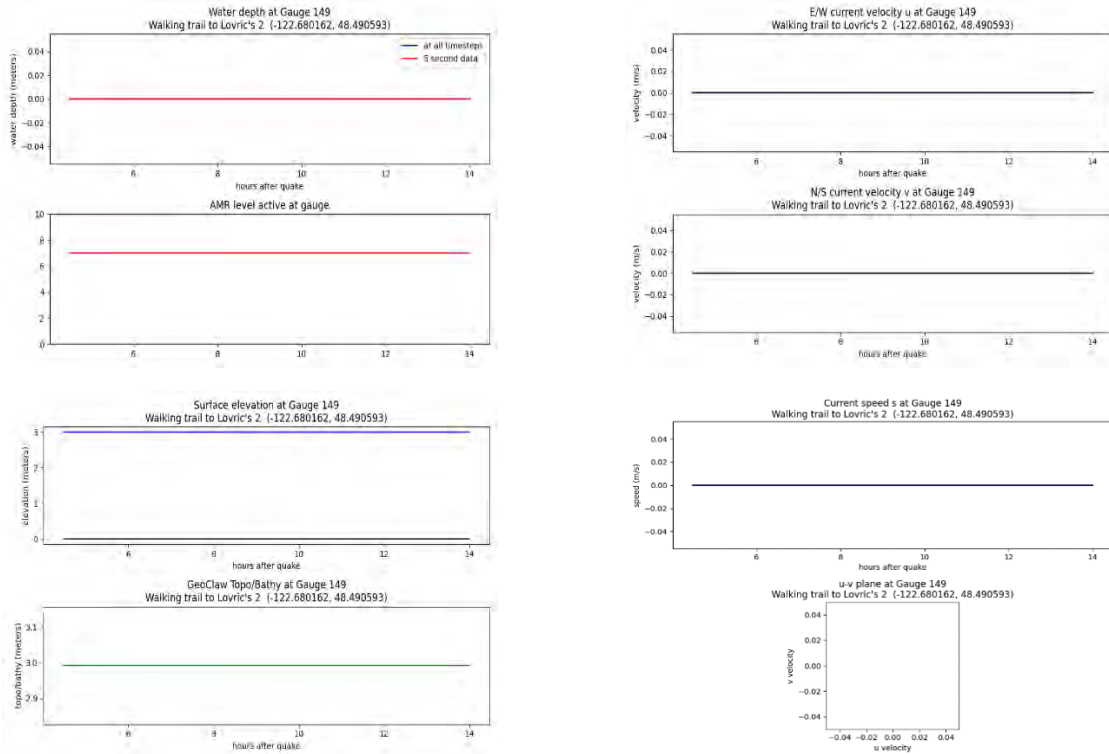 Water depth at Gauge 149
Walking trail to Lovric's 2 (-122.680162, 48.490593)
at all timesteps
5 second data
water depth (meters)
0.04
0.02
0.00
−0.02
−0.04
6 8 10 12 14
hours after quake
AMR level active at gauge
10
8
6
4
2
0
6 8 10 12 14
hours after quake
E/W current velocity u at Gauge 149
Walking trail to Lovric's 2 (-122.680162, 48.490593)
velocity (m/s)
0.04
0.02
0.00
−0.02
−0.04
6 8 10 12 14
hours after quake
N/S current velocity v at Gauge 149
Walking trail to Lovric's 2 (-122.680162, 48.490593)
velocity (m/s)
0.04
0.02
0.00
−0.02
−0.04
6 8 10 12 14
hours after quake
Surface elevation at Gauge 149
Walking trail to Lovric's 2 (-122.680162, 48.490593)
elevation (meters)
3
2
1
0
6 8 10 12 14
hours after quake
GeoClaw Topo/Bathy at Gauge 149
Walking trail to Lovric's 2 (-122.680162, 48.490593)
topo/bathy (meters)
3.1
3.0
2.9
6 8 10 12 14
hours after quake
Current speed s at Gauge 149
Walking trail to Lovric's 2 (-122.680162, 48.490593)
speed (m/s)
0.04
0.02
0.00
−0.02
−0.04
6 8 10 12 14
hours after quake
u-v plane at Gauge 149
Walking trail to Lovric's 2 (-122.680162, 48.490593)
v velocity
0.04
0.02
0.00
−0.02
−0.04
−0.04 −0.02 0.00 0.02 0.04
u velocity